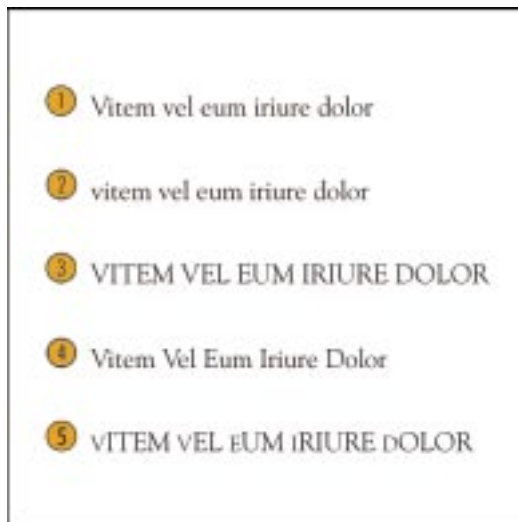 1 Vitem vel eum iriure dolor
2 vitem vel eum iriure dolor
3 VITEM VEL EUM IRIURE DOLOR
4 Vitem Vel Eum Iriure Dolor
5 vITEM vEL eUM iRIURE dOLOR